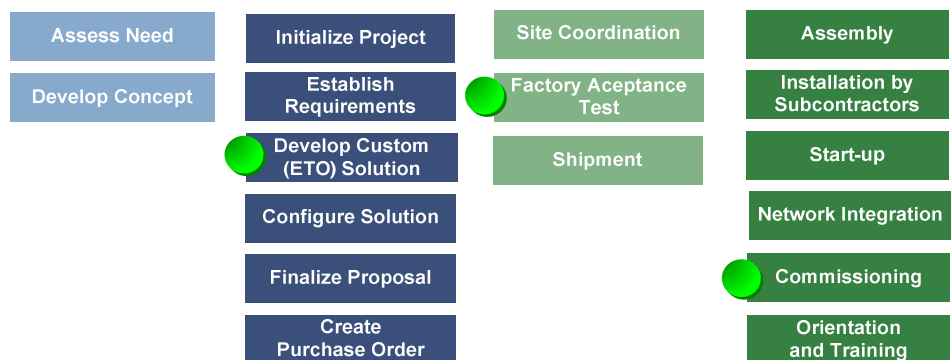 Assess Need
Develop Concept
Initialize Project
Establish
Requirements
Develop Custom
(ETO) Solution
Configure Solution
Finalize Proposal
Create
Purchase Order
Site Coordination
Factory Aceptance
Test
Shipment
Assembly
Installation by
Subcontractors
Start-up
Network Integration
Commissioning
Orientation
and Training